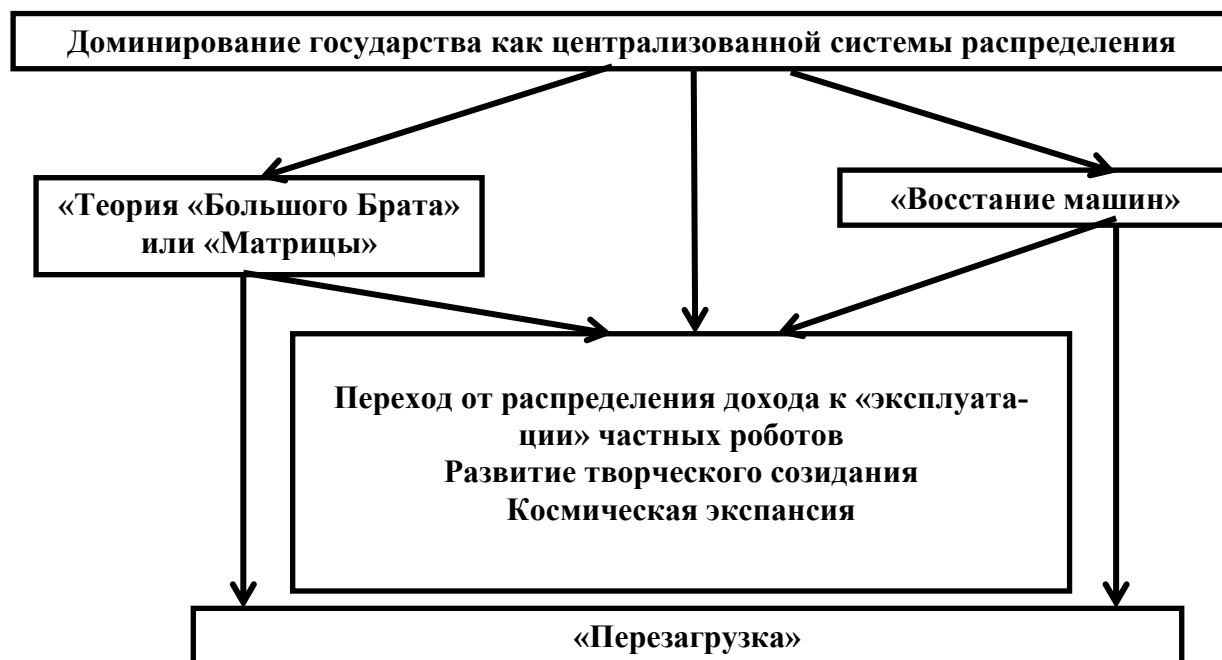 Доминирование государства как централизованной системы распределения
«Теория «Большого Брата»
или «Матрицы»
«Восстание машин»
Переход от распределения дохода к «эксплуата-
ции» частных роботов
Развитие творческого созидания
Космическая экспансия
«Перезагрузка»